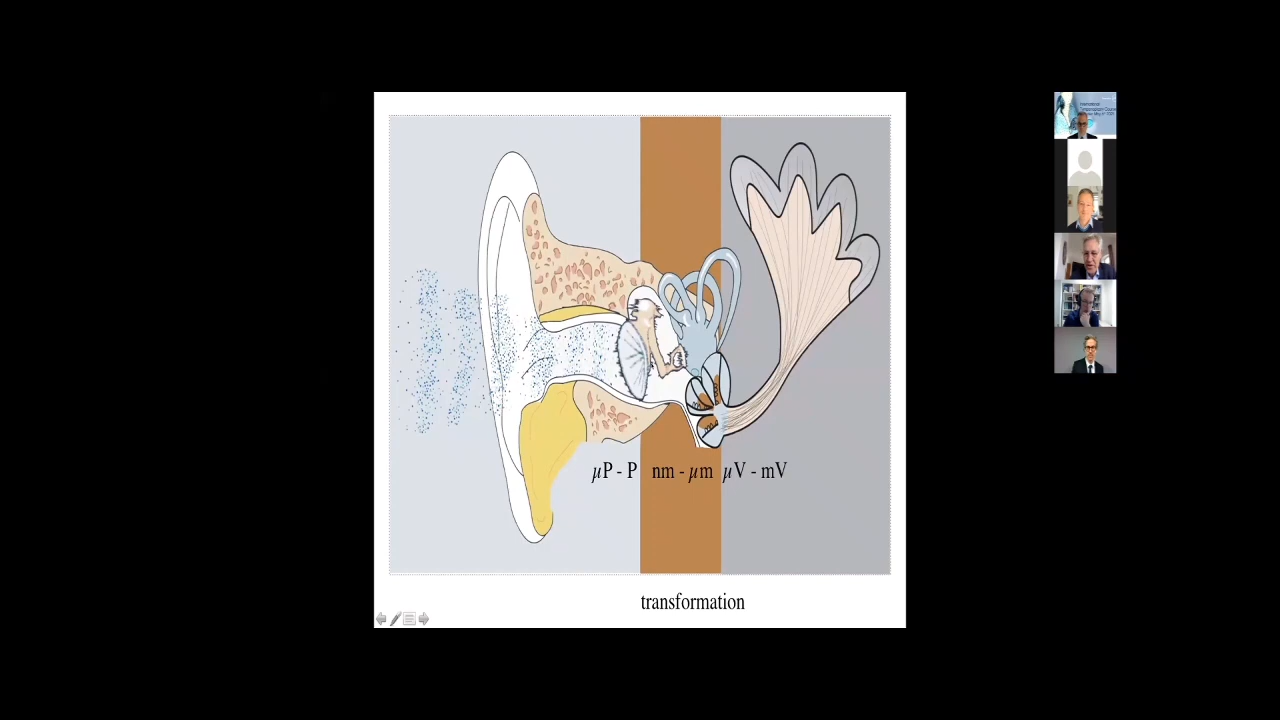 µP - P nm - µm µV - mV
transformation